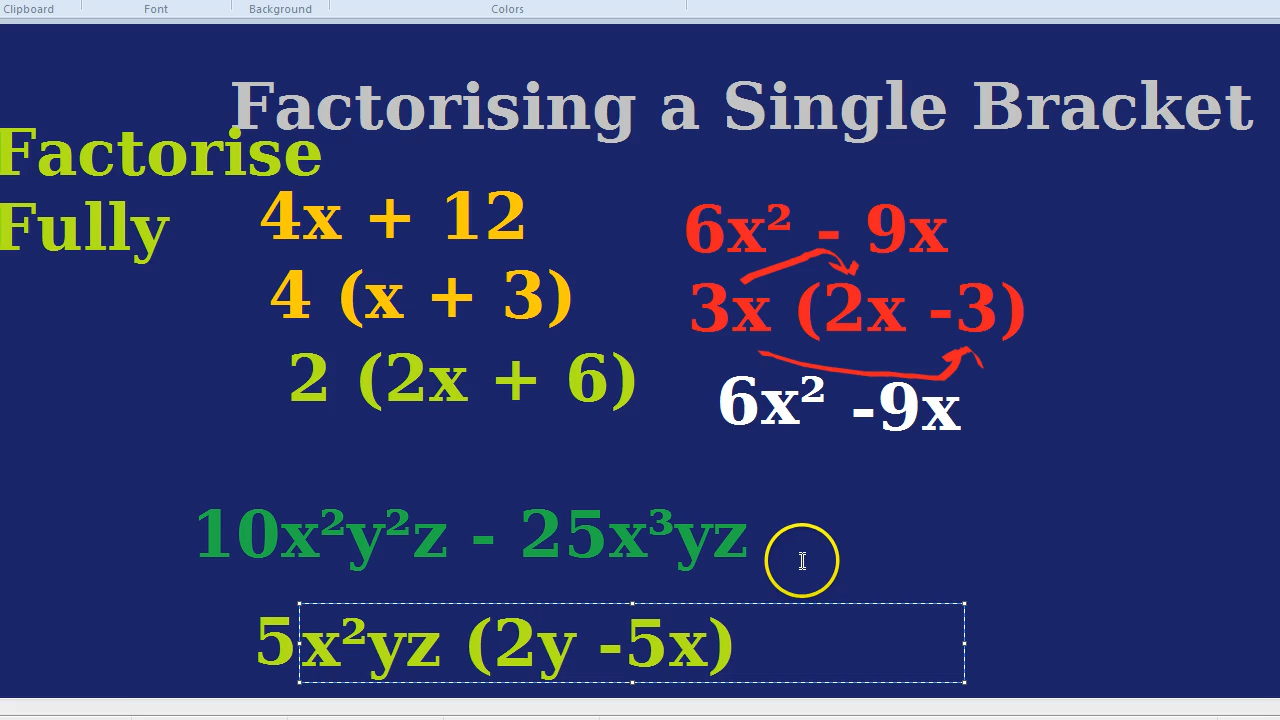 Clipboard Font Background Colors
Factorising a Single Bracket
Factorise
Fully
4x + 12
4 (x + 3)
2 (2x + 6)
6x² - 9x
3x (2x -3)
6x² -9x
10x²y²z - 25x³yz
5x²yz (2y -5x)